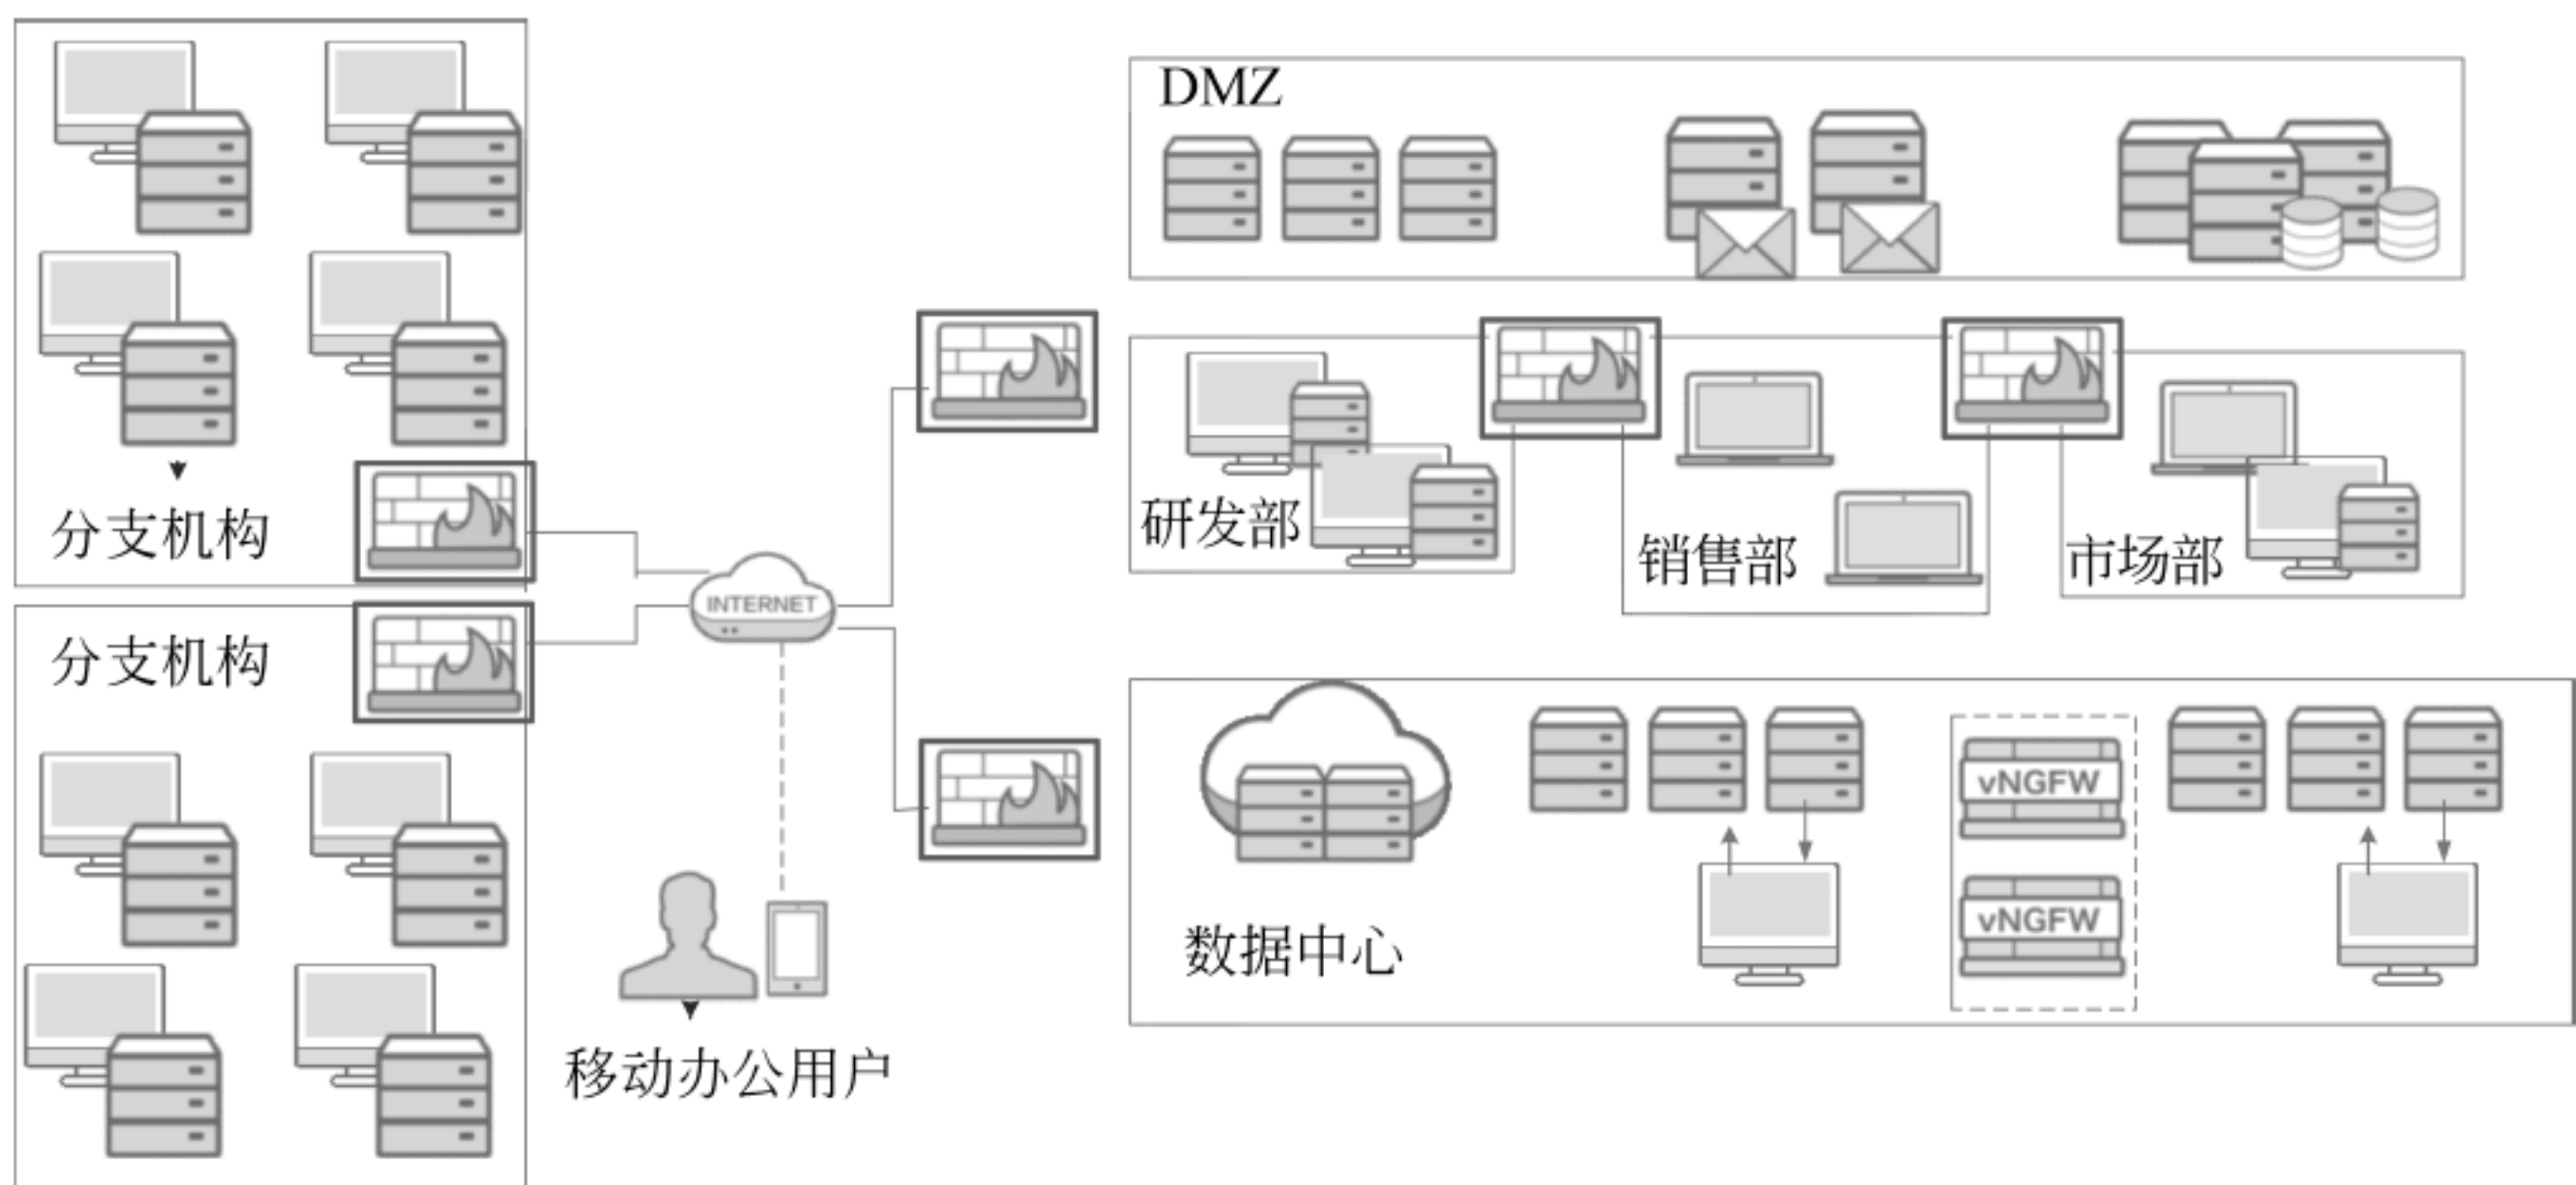 DMZ
分支机构
研发部
销售部
市场部
INTERNET
分支机构
vNGFW
vNGFW
数据中心
移动办公用户